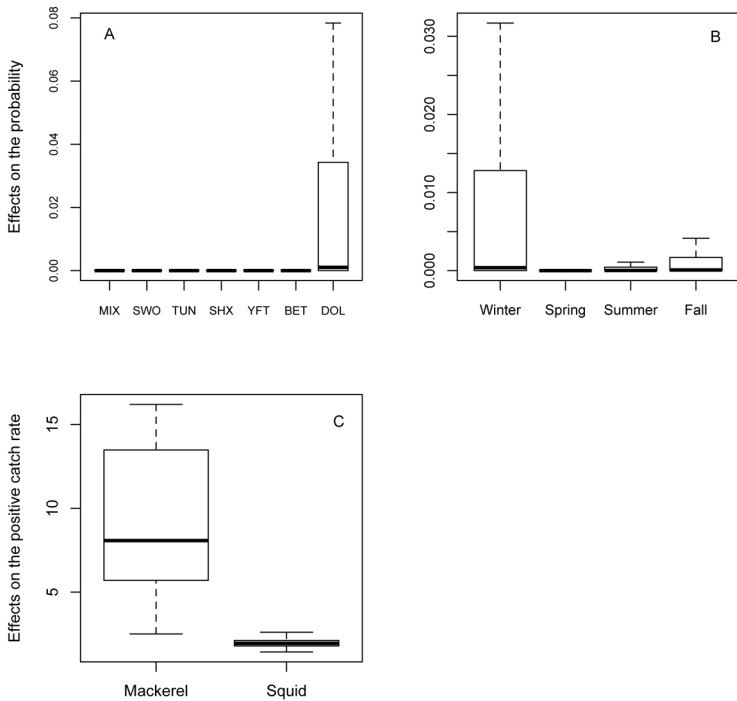 A
Effects on the probability
0.00 0.02 0.04 0.06 0.08
MIX SWO TUN SHX YFT BET DOL
B
0.000 0.010 0.020 0.030
Winter Spring Summer Fall
C
Effects on the positive catch rate
5 10 15
Mackerel Squid